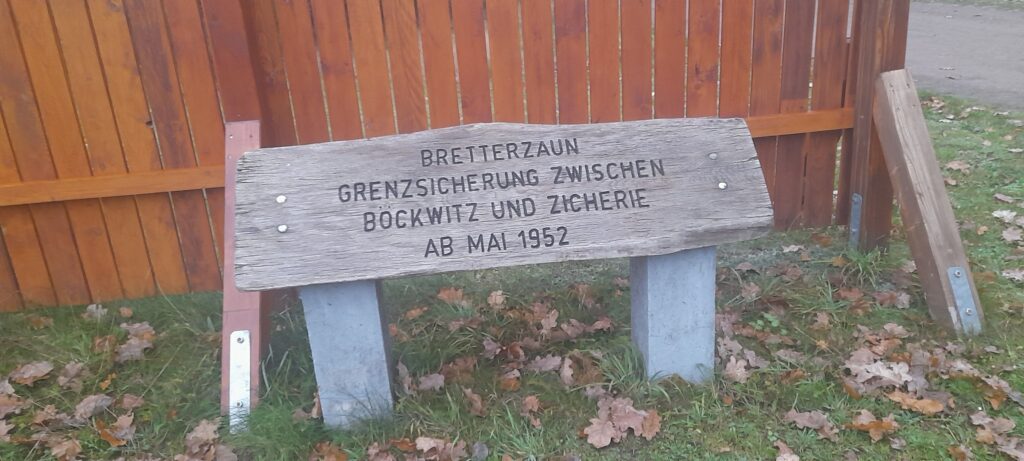 BRETTERZAUN
GRENZSICHERUNG ZWISCHEN
BÖCKWITZ UND ZICHERIE
AB MAI 1952